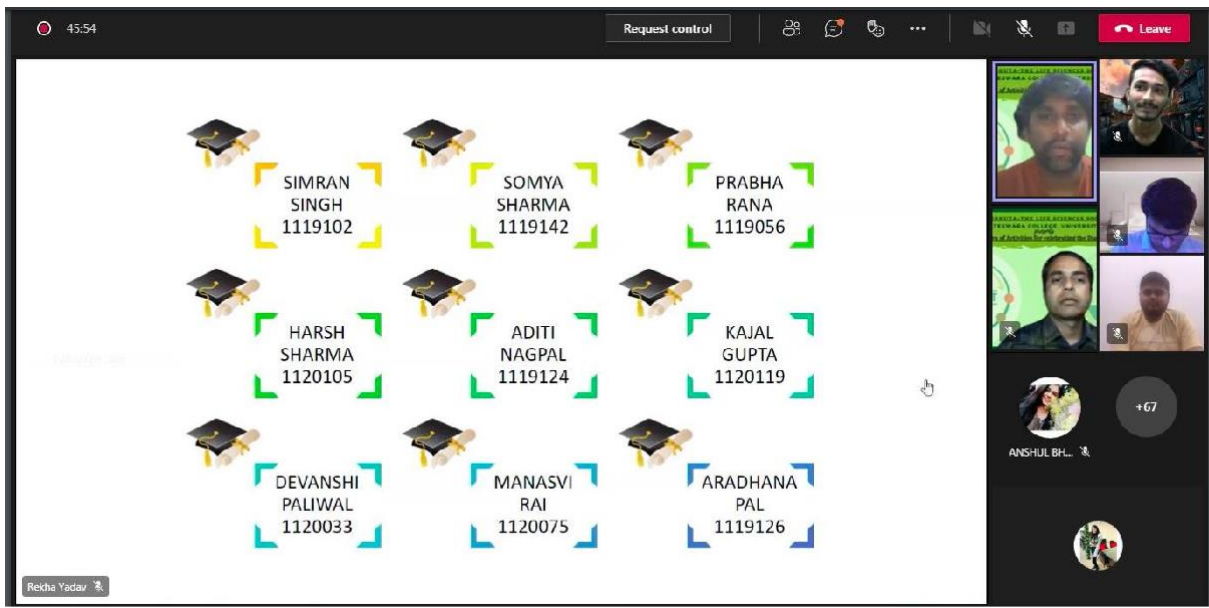 45:54
Request control
Leave
SIMRAN
SINGH
1119102
SOMYA
SHARMA
1119142
PRABHA
RANA
1119056
HARSH
SHARMA
1120105
ADITI
NAGPAL
1119124
KAJAL
GUPTA
1120119
DEVANSHI
PALIWAL
1120033
MANASVI
RAI
1120075
ARADHANA
PAL
1119126
Rekha Yadav
+67
ANSHUL BH...